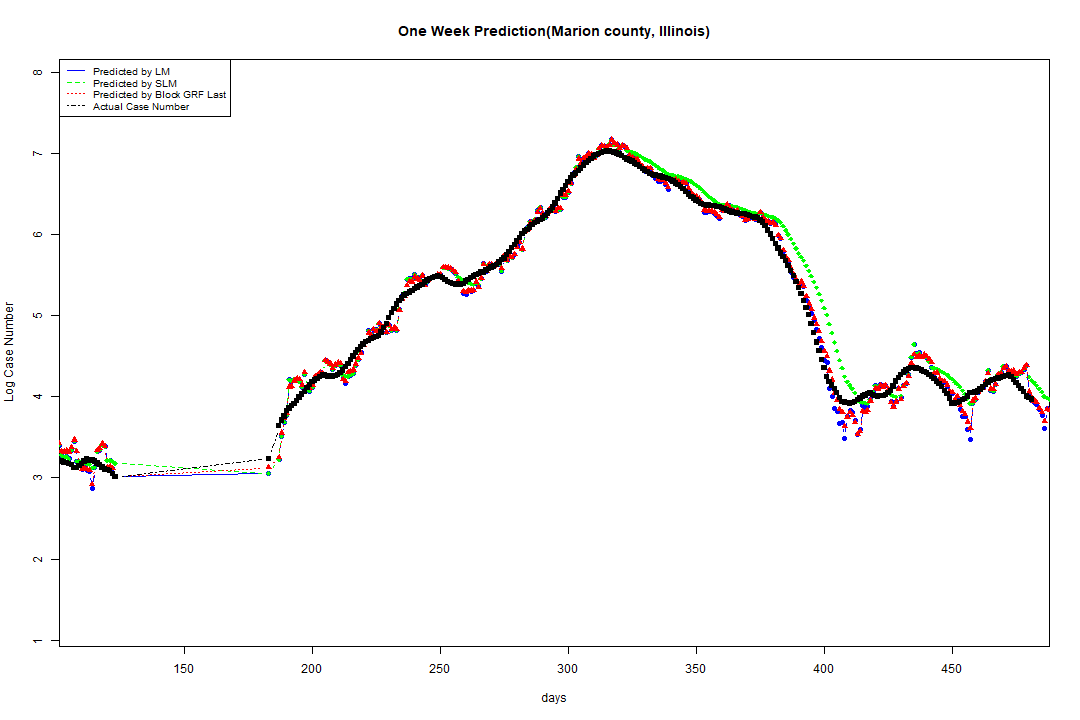 One Week Prediction(Marion county, Illinois)
Predicted by LM
Predicted by SLM
Predicted by Block GRF Last
Actual Case Number
8
7
6
5
4
3
2
1
Log Case Number
150 200 250 300 350 400 450
days